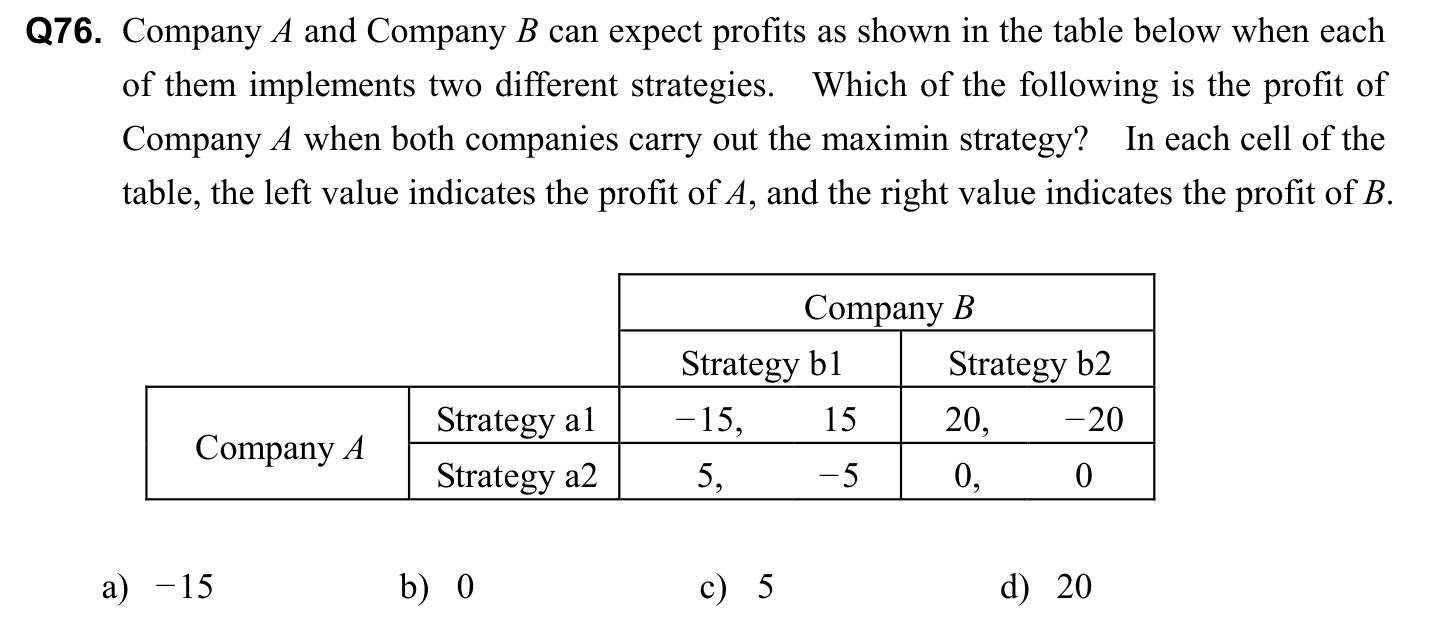 Q76. Company A and Company B can expect profits as shown in the table below when each
of them implements two different strategies. Which of the following is the profit of
Company A when both companies carry out the maximin strategy? In each cell of the
table, the left value indicates the profit of A, and the right value indicates the profit of B.
Company B
Strategy b1 Strategy b2
Company A
Strategy a1 −15, 15 20, −20
Strategy a2 5, −5 0, 0
a) −15 b) 0 c) 5 d) 20